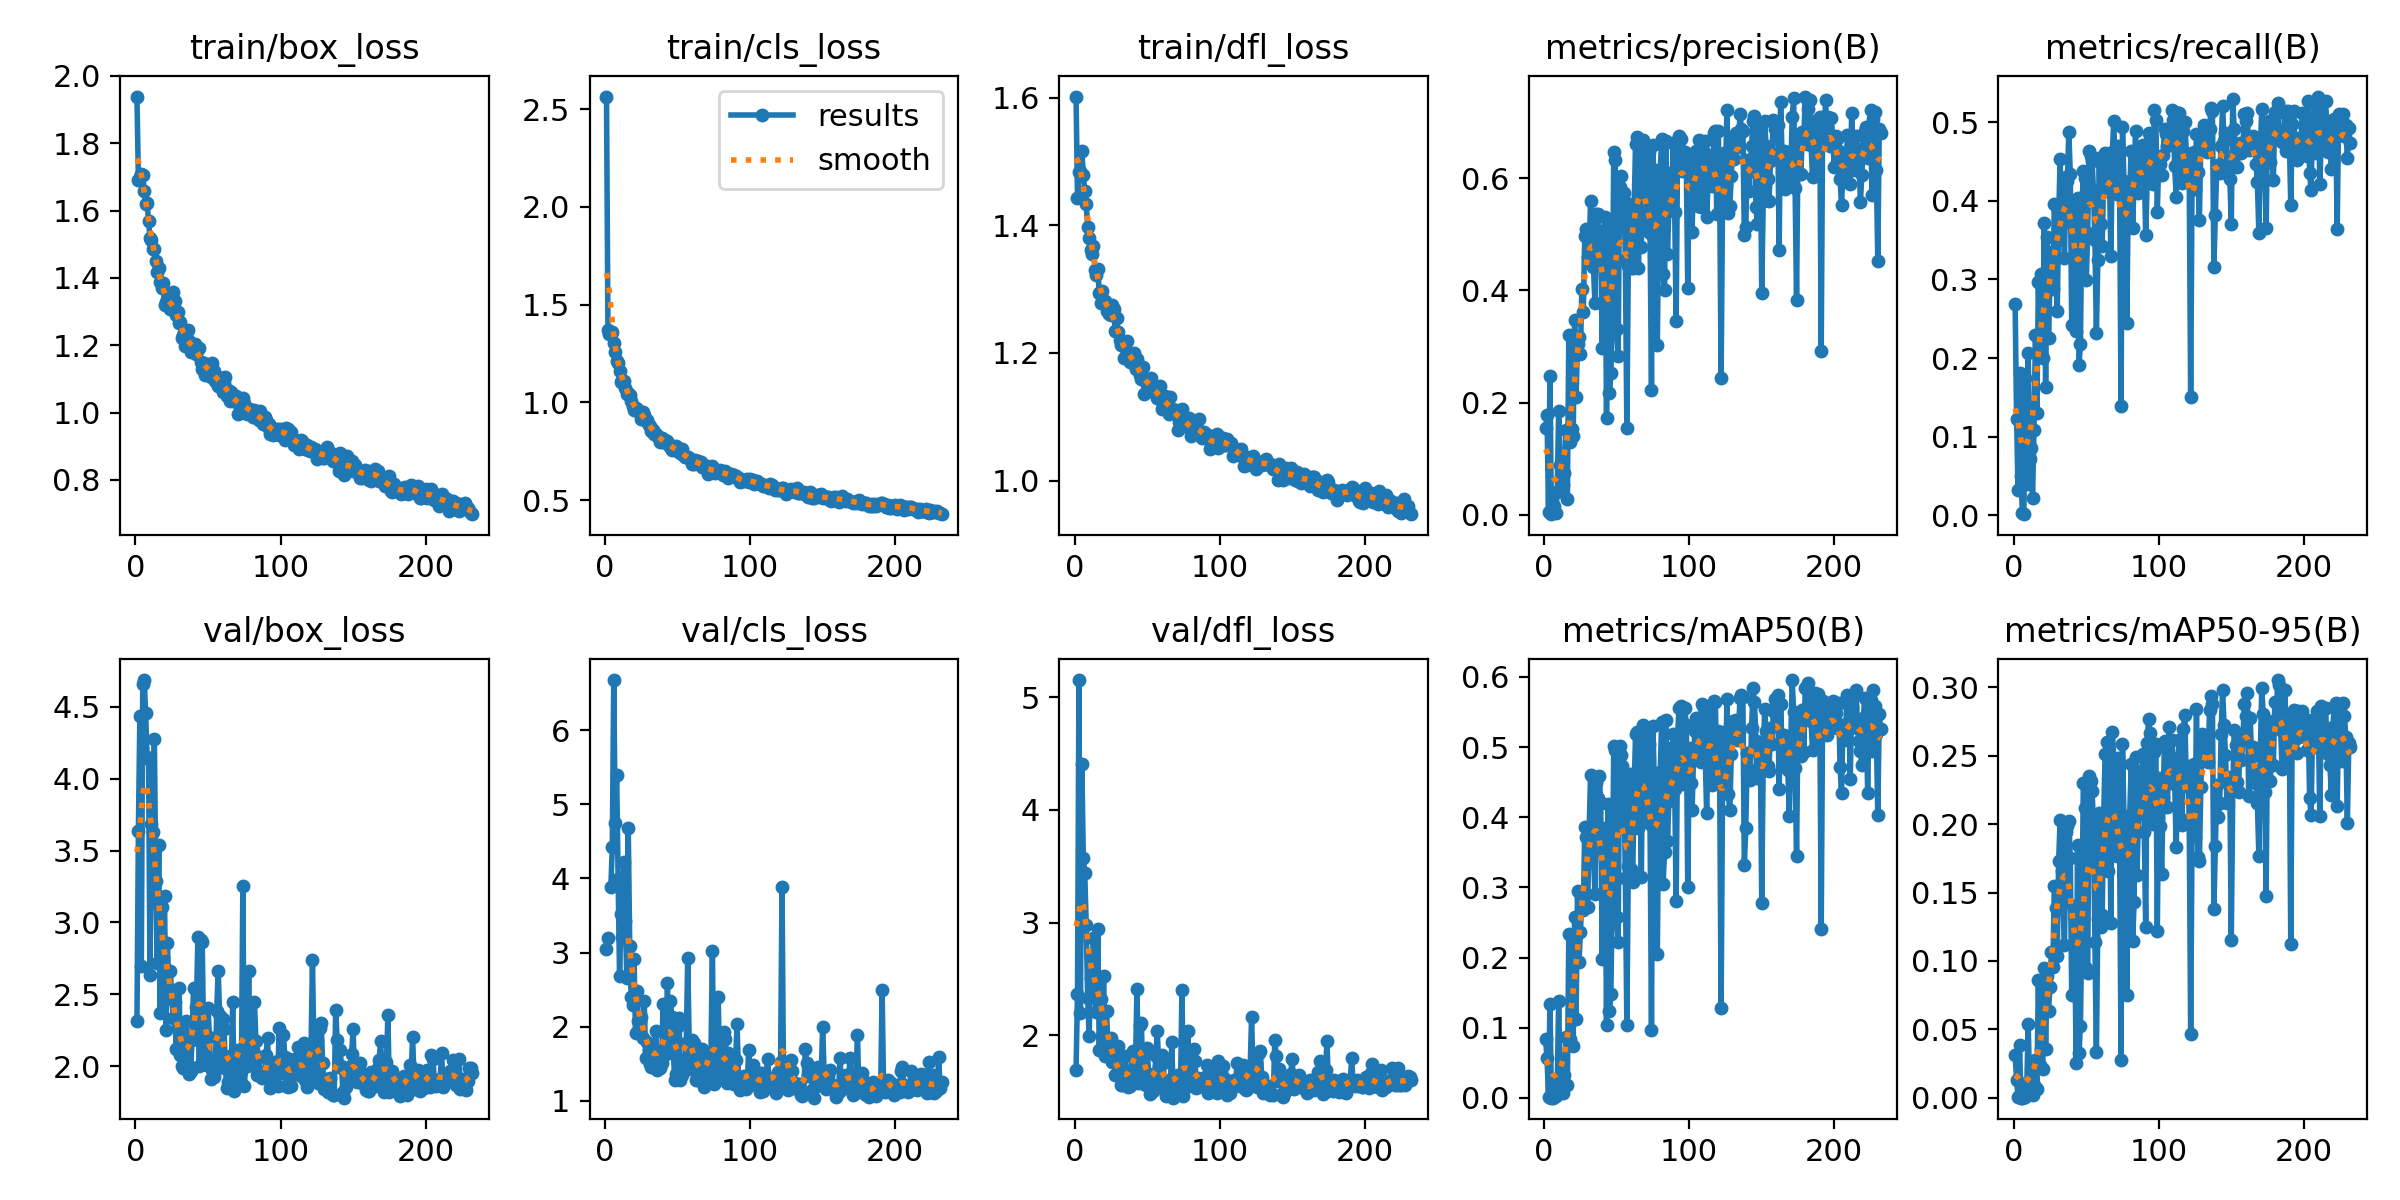 train/box_loss
train/cls_loss
train/dfl_loss
metrics/precision(B)
metrics/recall(B)
2.0
1.8
1.6
1.4
1.2
1.0
0.8
0 100 200
2.5
2.0
1.5
1.0
0.5
results
smooth
0 100 200
1.6
1.4
1.2
1.0
0 100 200
0.6
0.4
0.2
0.0
0 100 200
0.5
0.4
0.3
0.2
0.1
0.0
0 100 200
val/box_loss
val/cls_loss
val/dfl_loss
metrics/mAP50(B)
metrics/mAP50-95(B)
4.5
4.0
3.5
3.0
2.5
2.0
0 100 200
6
5
4
3
2
1
0 100 200
5
4
3
2
0 100 200
0.6
0.5
0.4
0.3
0.2
0.1
0.0
0 100 200
0.30
0.25
0.20
0.15
0.10
0.05
0.00
0 100 200